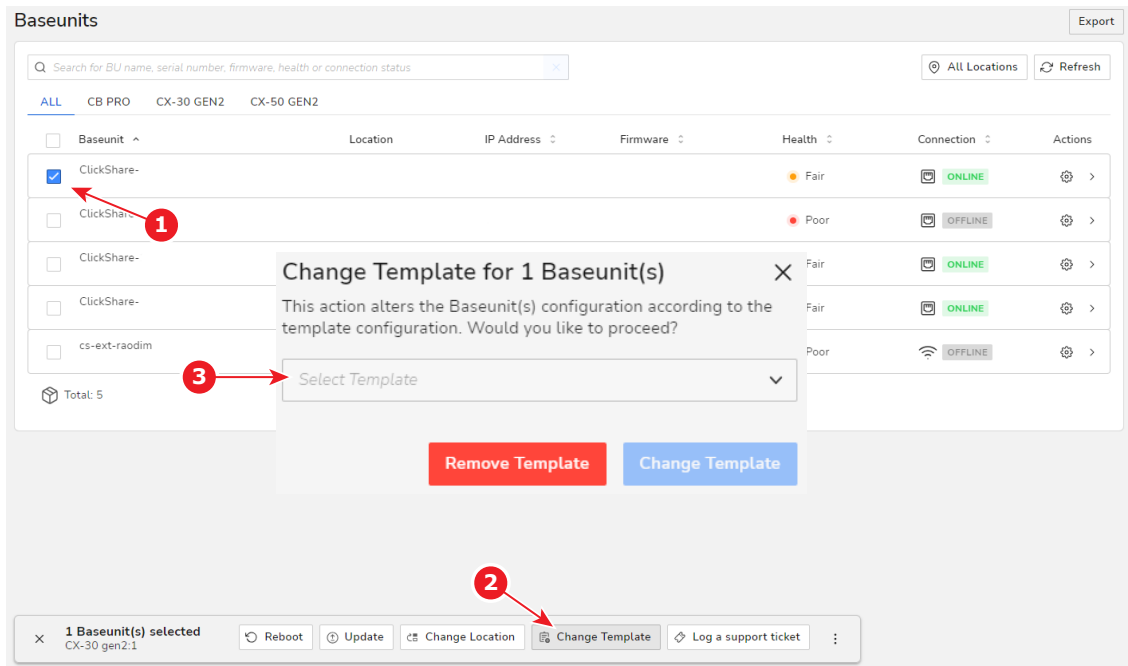 Baseunits
Export
Search for BU name, serial number, firmware, health or connection status
All Locations
Refresh
ALL CB PRO CX-30 GEN2 CX-50 GEN2
Baseunit Location IP Address Firmware Health Connection Actions
ClickShare-
Fair ONLINE
1
ClickShare-
Poor OFFLINE
ClickShare-
Fair ONLINE
ClickShare-
Fair ONLINE
cs-ext-raodim
Poor OFFLINE
Total: 5
Change Template for 1 Baseunit(s)
This action alters the Baseunit(s) configuration according to the
template configuration. Would you like to proceed?
3
Select Template
Remove Template Change Template
2
1 Baseunit(s) selected
CX-30 gen2:1
Reboot Update Change Location Change Template Log a support ticket